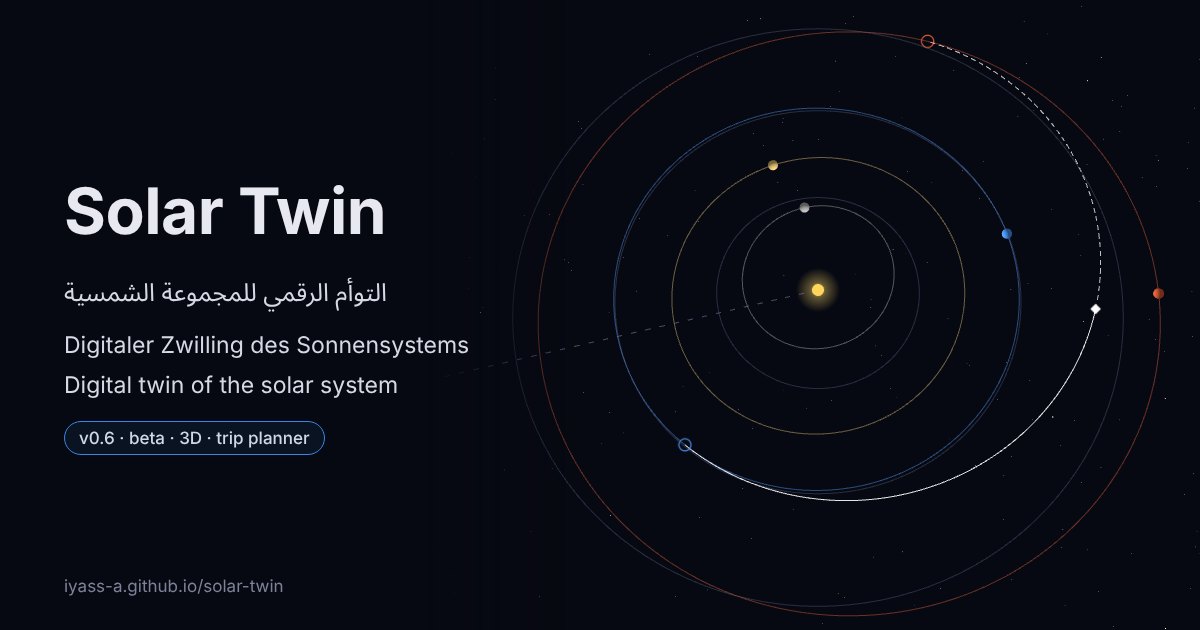 Solar Twin
التوأم الرقمي للمجموعة الشمسية
Digitaler Zwilling des Sonnensystems
Digital twin of the solar system
v0.6 · beta · 3D · trip planner
iyass-a.github.io/solar-twin